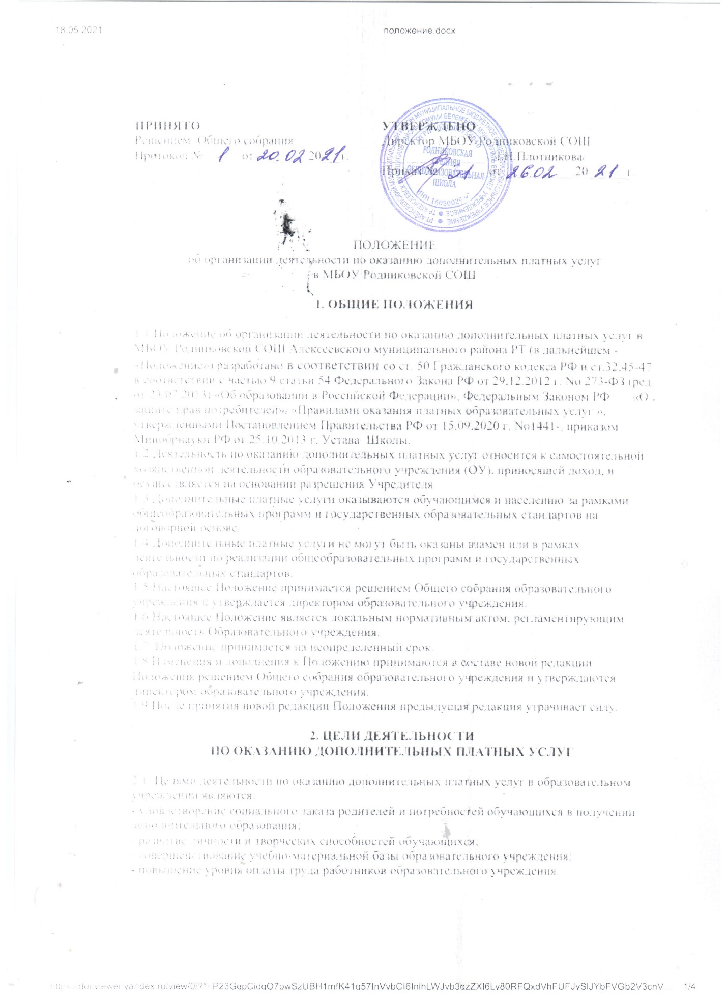 18.05.2021 положение.docx
ПРИНЯТО УТВЕРЖДЕНО
Решением Общего собрания Директор МБОУ Родниковской СОШ
Протокол № 1 от 20.02 2021 г. Н.Плотникова
Приказ № от 26 02 20 21 г.
РОДНИКОВСКАЯ
СРЕДНЯЯ
ОБЩЕОБРАЗОВАТЕЛЬНАЯ
ШКОЛА
ПОЛОЖЕНИЕ
об организации деятельности по оказанию дополнительных платных услуг
в МБОУ Родниковской СОШ
1. ОБЩИЕ ПОЛОЖЕНИЯ
1.1 Положение об организации деятельности по оказанию дополнительных платных услуг в
МБОУ Родниковской СОШ Алексеевского муниципального района РТ (в дальнейшем -
«Положение») разработано в соответствии со ст. 50 Гражданского кодекса РФ и ст.32,45-47
в соответствии с частью 9 статьи 54 Федерального Закона РФ от 29.12.2012 г. No 273-ФЗ (ред.
от 23.07.2013) «Об образовании в Российской Федерации», Федеральным Законом РФ «О
защите прав потребителей», «Правилами оказания платных образовательных услуг »,
утвержденными Постановлением Правительства РФ от 15.09.2020 г. No1441-, приказом
Минобрнауки РФ от 25.10.2013 г, Устава Школы.
1.2 Деятельность по оказанию дополнительных платных услуг относится к самостоятельной
хозяйственной деятельности образовательного учреждения (ОУ), приносящей доход, и
осуществляется на основании разрешения Учредителя.
1.3 Дополнительные платные услуги оказываются обучающимся и населению за рамками
общеобразовательных программ и государственных образовательных стандартов на
договорной основе.
1.4 Дополнительные платные услуги не могут быть оказаны взамен или в рамках
деятельности по реализации общеобразовательных программ и государственных
образовательных стандартов.
1.5 Настоящее Положение принимается решением Общего собрания образовательного
учреждения и утверждается директором образовательного учреждения.
1.6 Настоящее Положение является локальным нормативным актом, регламентирующим
деятельность Образовательного учреждения.
1.7 Положение принимается на неопределенный срок.
1.8 Изменения и дополнения к Положению принимаются в составе новой редакции
Положения решением Общего собрания образовательного учреждения и утверждаются
директором образовательного учреждения.
1.9 После принятия новой редакции Положения предыдущая редакция утрачивает силу.
2. ЦЕЛИ ДЕЯТЕЛЬНОСТИ
ПО ОКАЗАНИЮ ДОПОЛНИТЕЛЬНЫХ ПЛАТНЫХ УСЛУГ
2.1 Целями деятельности по оказанию дополнительных платных услуг в образовательном
учреждении являются:
- удовлетворение социального заказа родителей и потребностей обучающихся в получении
дополнительного образования;
- развитие личности и творческих способностей обучающихся;
- совершенствование учебно-материальной базы образовательного учреждения;
- повышение уровня оплаты труда работников образовательного учреждения.
1/4